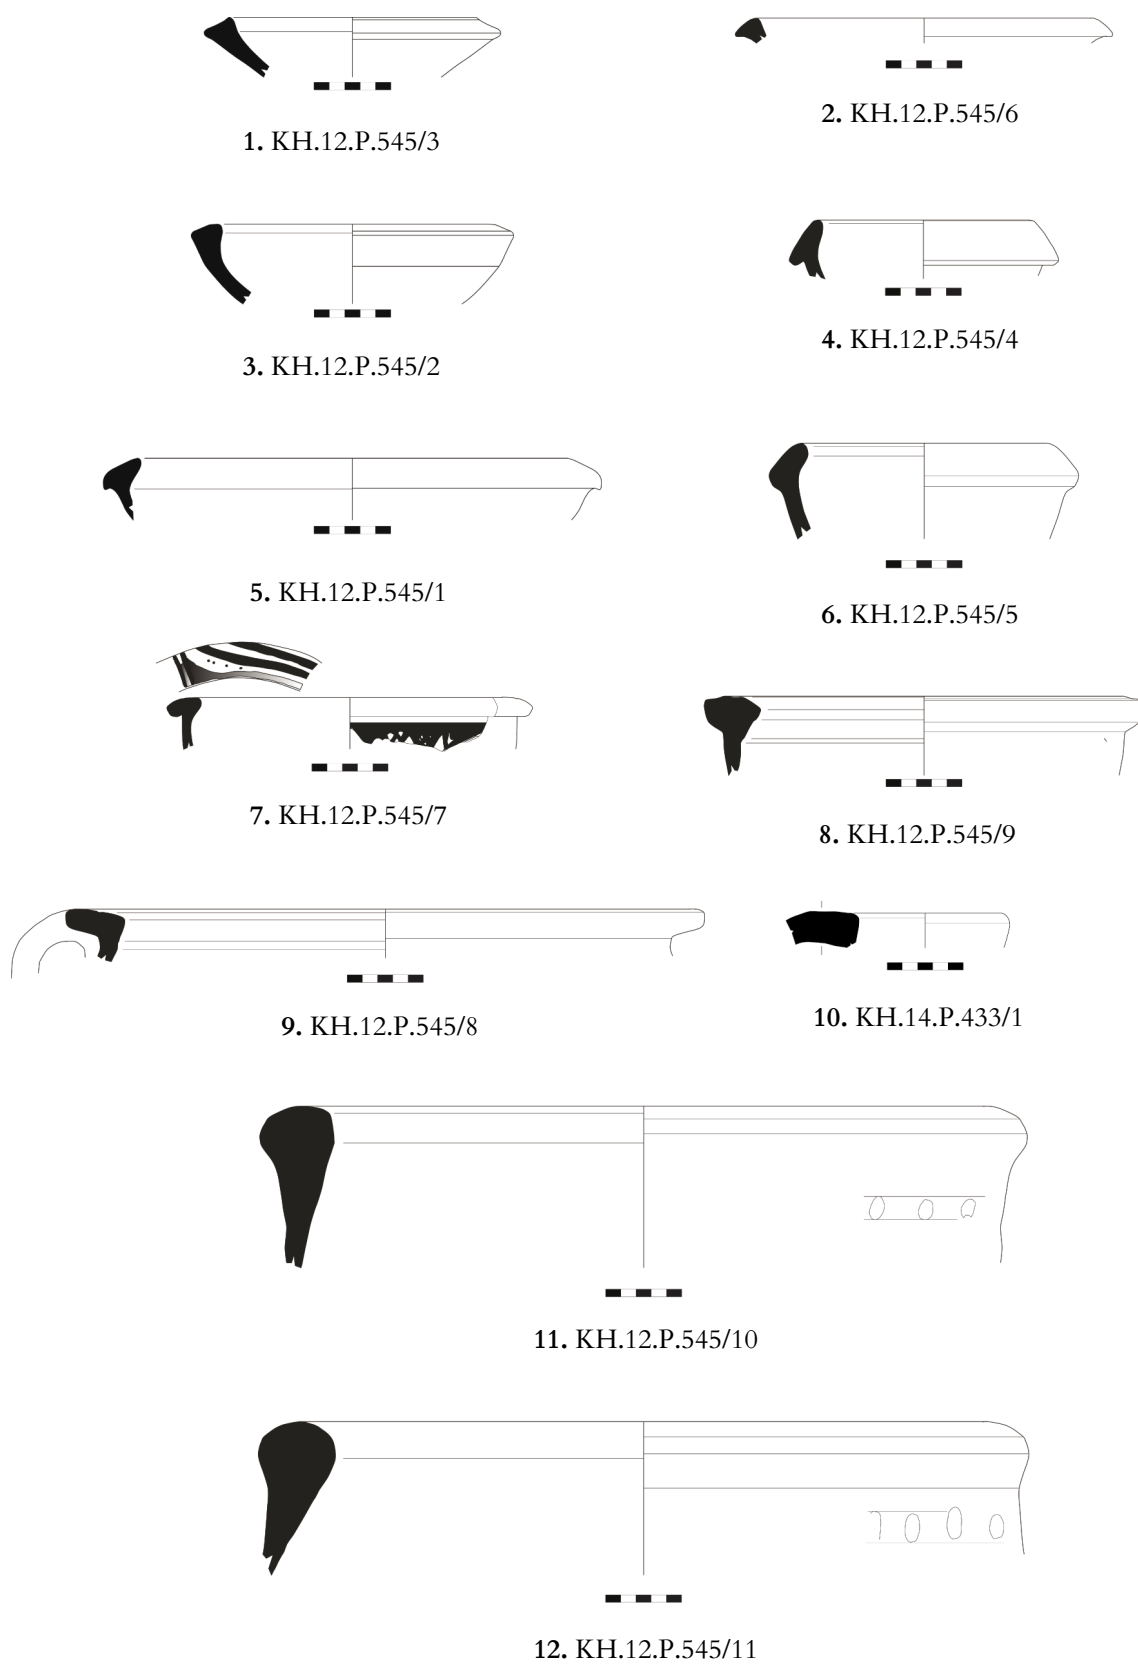 1. KH.12.P.545/3
2. KH.12.P.545/6
3. KH.12.P.545/2
4. KH.12.P.545/4
5. KH.12.P.545/1
6. KH.12.P.545/5
7. KH.12.P.545/7
8. KH.12.P.545/9
9. KH.12.P.545/8
10. KH.14.P.433/1
11. KH.12.P.545/10
12. KH.12.P.545/11